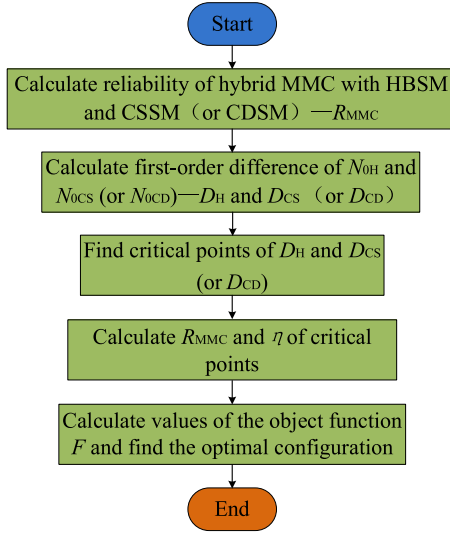 Start
Calculate reliability of hybrid MMC with HBSM
and CSSM（or CDSM）—RMMC
Calculate first-order difference of N0H and
N0CS (or N0CD)—DH and DCS （or DCD）
Find critical points of DH and DCS
(or DCD)
Calculate RMMC and η of critical
points
Calculate values of the object function
F and find the optimal configuration
End